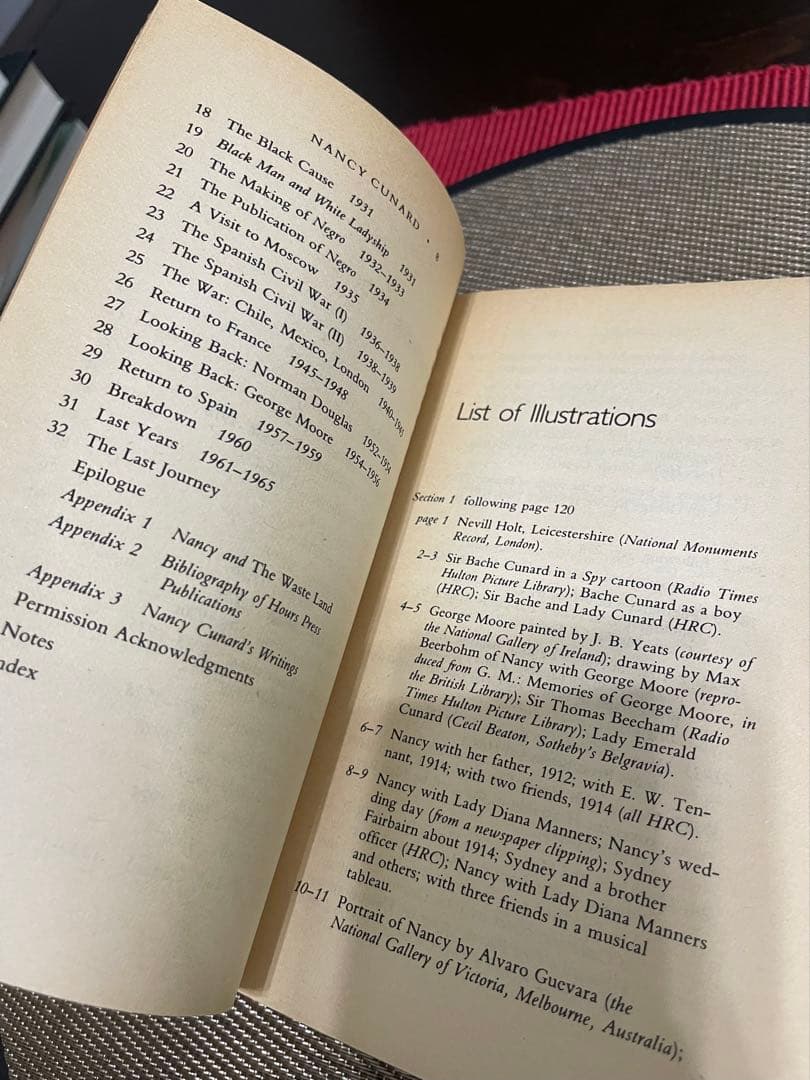 NANCY CUNARD · 8
18 The Black Cause 1931
19 Black Man and White Ladyship 1931
20 The Making of Negro 1932–1933
21 The Publication of Negro 1934
22 A Visit to Moscow 1935
23 The Spanish Civil War (I) 1936–1938
24 The Spanish Civil War (II) 1938–1939
25 The War: Chile, Mexico, London 1940–1945
26 Return to France 1945–1948
27 Looking Back: Norman Douglas 1952–1954
28 Looking Back: George Moore 1954–1956
29 Return to Spain 1957–1959
30 Breakdown 1960
31 Last Years 1961–1965
32 The Last Journey
Epilogue
Appendix 1 Nancy and The Waste Land
Appendix 2 Bibliography of Hours Press
Publications
Appendix 3 Nancy Cunard's Writings
Permission Acknowledgments
Notes
ndex
List of Illustrations
Section 1 following page 120
page 1 Nevill Holt, Leicestershire (National Monuments
Record, London).
2–3 Sir Bache Cunard in a Spy cartoon (Radio Times
Hulton Picture Library); Bache Cunard as a boy
(HRC); Sir Bache and Lady Cunard (HRC).
4–5 George Moore painted by J. B. Yeats (courtesy of
the National Gallery of Ireland); drawing by Max
Beerbohm of Nancy with George Moore (repro-
duced from G. M.: Memories of George Moore, in
the British Library); Sir Thomas Beecham (Radio
Times Hulton Picture Library); Lady Emerald
Cunard (Cecil Beaton, Sotheby's Belgravia).
6–7 Nancy with her father, 1912; with E. W. Ten-
nant, 1914; with two friends, 1914 (all HRC).
8–9 Nancy with Lady Diana Manners; Nancy's wed-
ding day (from a newspaper clipping); Sydney
Fairbairn about 1914; Sydney and a brother
officer (HRC); Nancy with Lady Diana Manners
and others; with three friends in a musical
tableau.
10–11 Portrait of Nancy by Alvaro Guevara (the
National Gallery of Victoria, Melbourne, Australia);